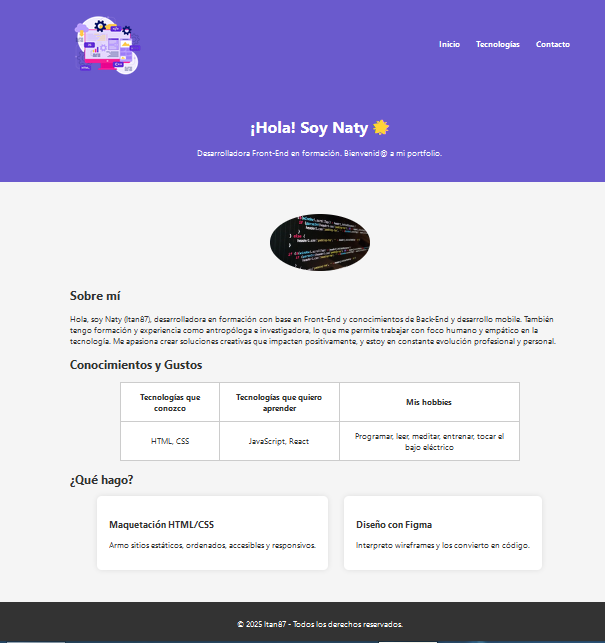 Inicio Tecnologías Contacto
¡Hola! Soy Naty
Desarrolladora Front-End en formación. Bienvenid@ a mi portfolio.
Sobre mí
Hola, soy Naty (Itan87), desarrolladora en formación con base en Front-End y conocimientos de Back-End y desarrollo mobile. También
tengo formación y experiencia como antropóloga e investigadora, lo que me permite trabajar con foco humano y empático en la
tecnología. Me apasiona crear soluciones creativas que impacten positivamente, y estoy en constante evolución profesional y personal.
Conocimientos y Gustos
Tecnologías que
conozco
Tecnologías que quiero
aprender
Mis hobbies
HTML, CSS
JavaScript, React
Programar, leer, meditar, entrenar, tocar el
bajo eléctrico
¿Qué hago?
Maquetación HTML/CSS
Armo sitios estáticos, ordenados, accesibles y responsivos.
Diseño con Figma
Interpreto wireframes y los convierto en código.
© 2025 Itan87 - Todos los derechos reservados.